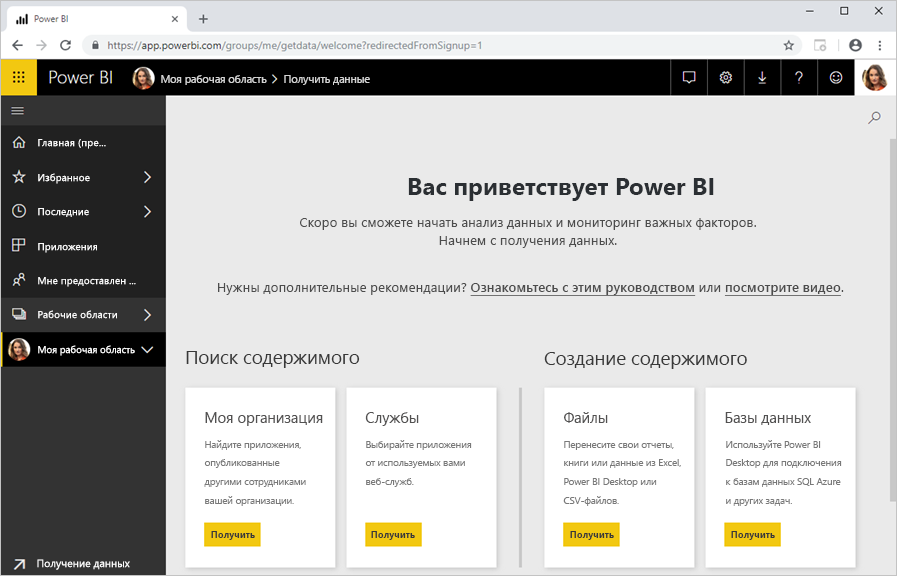 Power BI
https://app.powerbi.com/groups/me/getdata/welcome?redirectedFromSignup=1
Power BI
Моя рабочая область > Получить данные
?
Главная (пре...
Избранное
Последние
Приложения
Мне предоставлен ...
Рабочие области
Моя рабочая область
Получение данных
Вас приветствует Power BI
Скоро вы сможете начать анализ данных и мониторинг важных факторов.
Начнем с получения данных.
Нужны дополнительные рекомендации? Ознакомьтесь с этим руководством или посмотрите видео.
Поиск содержимого
Моя организация
Найдите приложения,
опубликованные
другими сотрудниками
вашей организации.
Получить
Службы
Выбирайте приложения
от используемых вами
веб-служб.
Получить
Создание содержимого
Файлы
Перенесите свои отчеты,
книги или данные из Excel,
Power BI Desktop или
CSV-файлов.
Получить
Базы данных
Используйте Power BI
Desktop для подключения
к базам данных SQL Azure
и других задач.
Получить